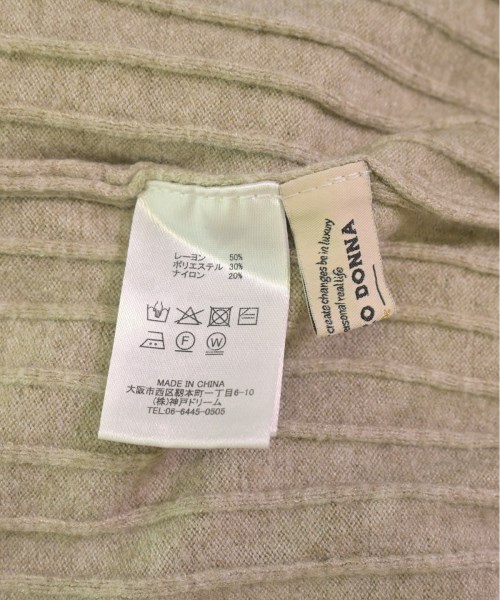 レーヨン 50%
ポリエステル 30%
ナイロン 20%
F W
MADE IN CHINA
大阪市西区靱本町一丁目6-10
(株)神戸ドリーム
TEL:06-6445-0505
O DONNA
create changes be in luxury
easonal real life